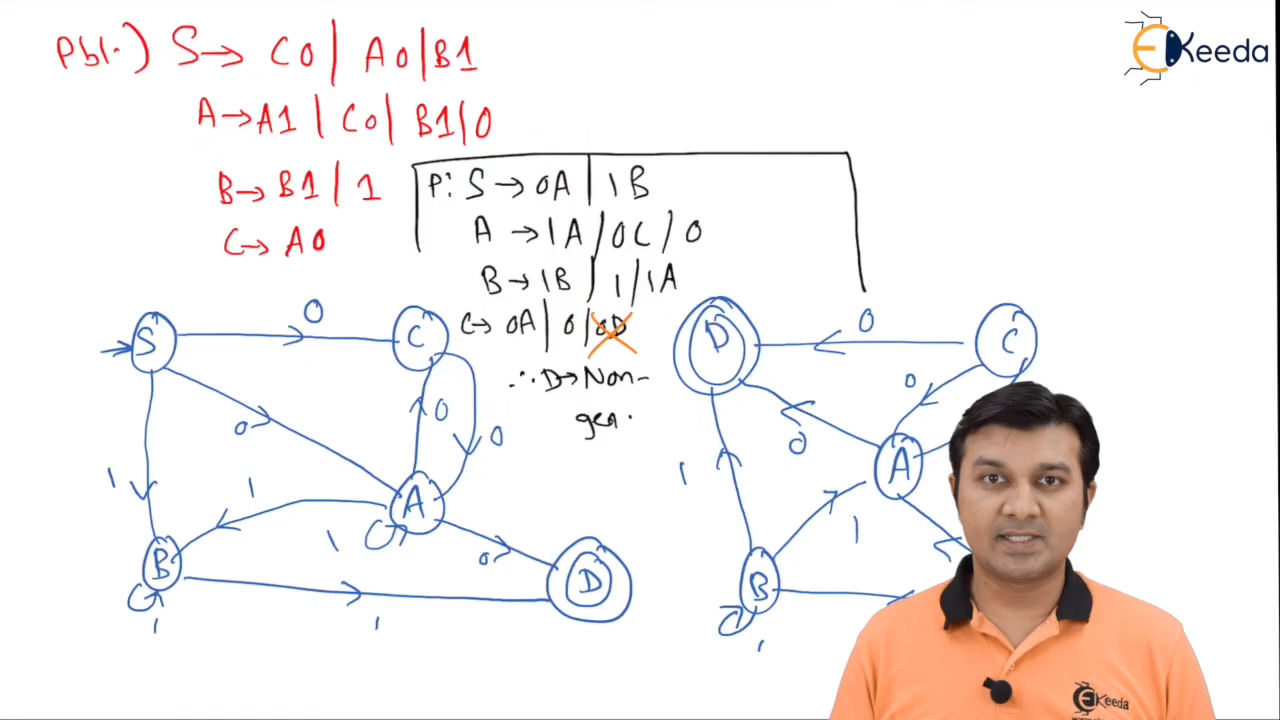 Pbl.) S → C0 | A0 | B1
EKeeda
A → A1 | C0 | B1 | 0
B → B1 | 1
C → A0
P: S → 0A | 1B
A → 1A / 0C / 0
B → 1B | 1 / 1A
C → 0A | 0 / 0D
∴ D → Non-
gen.
S
0
C
0
0
0
1
1
A
1
0
B
1
1
D
D
0
C
0
0
A
1
1
B
1
EKeeda